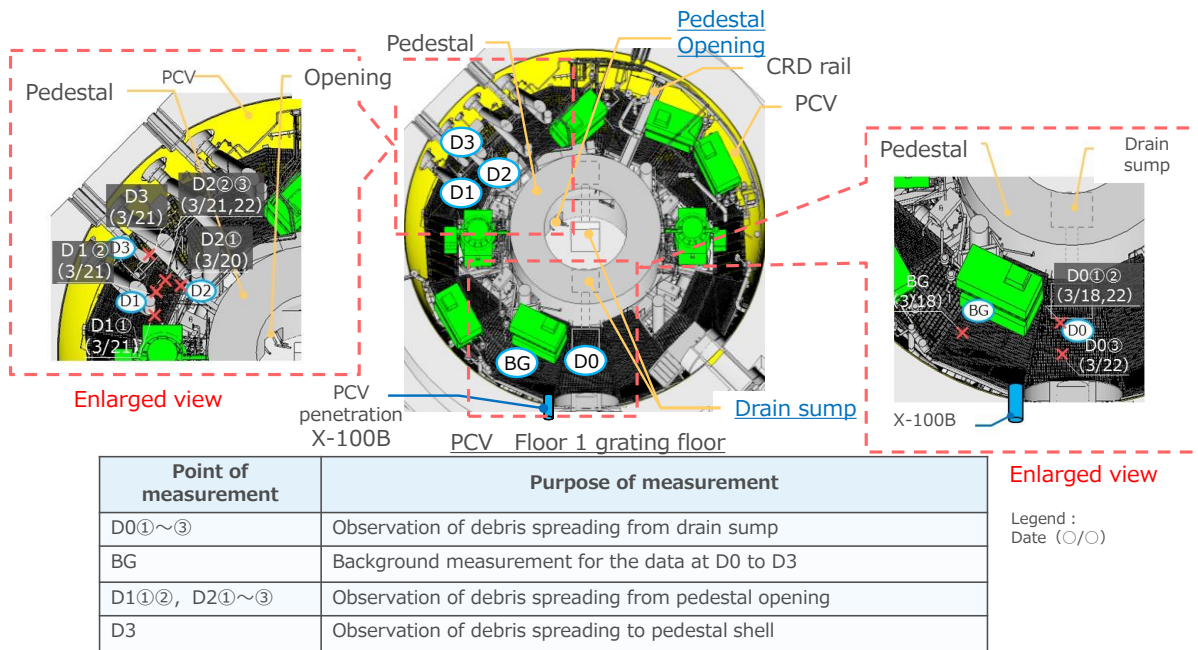 Pedestal
Opening
Pedestal
CRD rail
PCV
D3
D2
D1
BG
D0
PCV
penetration
X-100B
Drain sump
PCV Floor 1 grating floor
PCV
Opening
Pedestal
D3
(3/21)
D2②③
(3/21,22)
D1②
(3/21)
D3
D2①
(3/20)
D1
D2
D1①
(3/21)
Enlarged view
Pedestal
Drain
sump
BG
(3/18)
BG
D0①②
(3/18,22)
D0
D0③
(3/22)
X-100B
Enlarged view
Legend :
Date（○/○）
Point of
measurement
Purpose of measurement
D0①～③
Observation of debris spreading from drain sump
BG
Background measurement for the data at D0 to D3
D1①②, D2①～③
Observation of debris spreading from pedestal opening
D3
Observation of debris spreading to pedestal shell